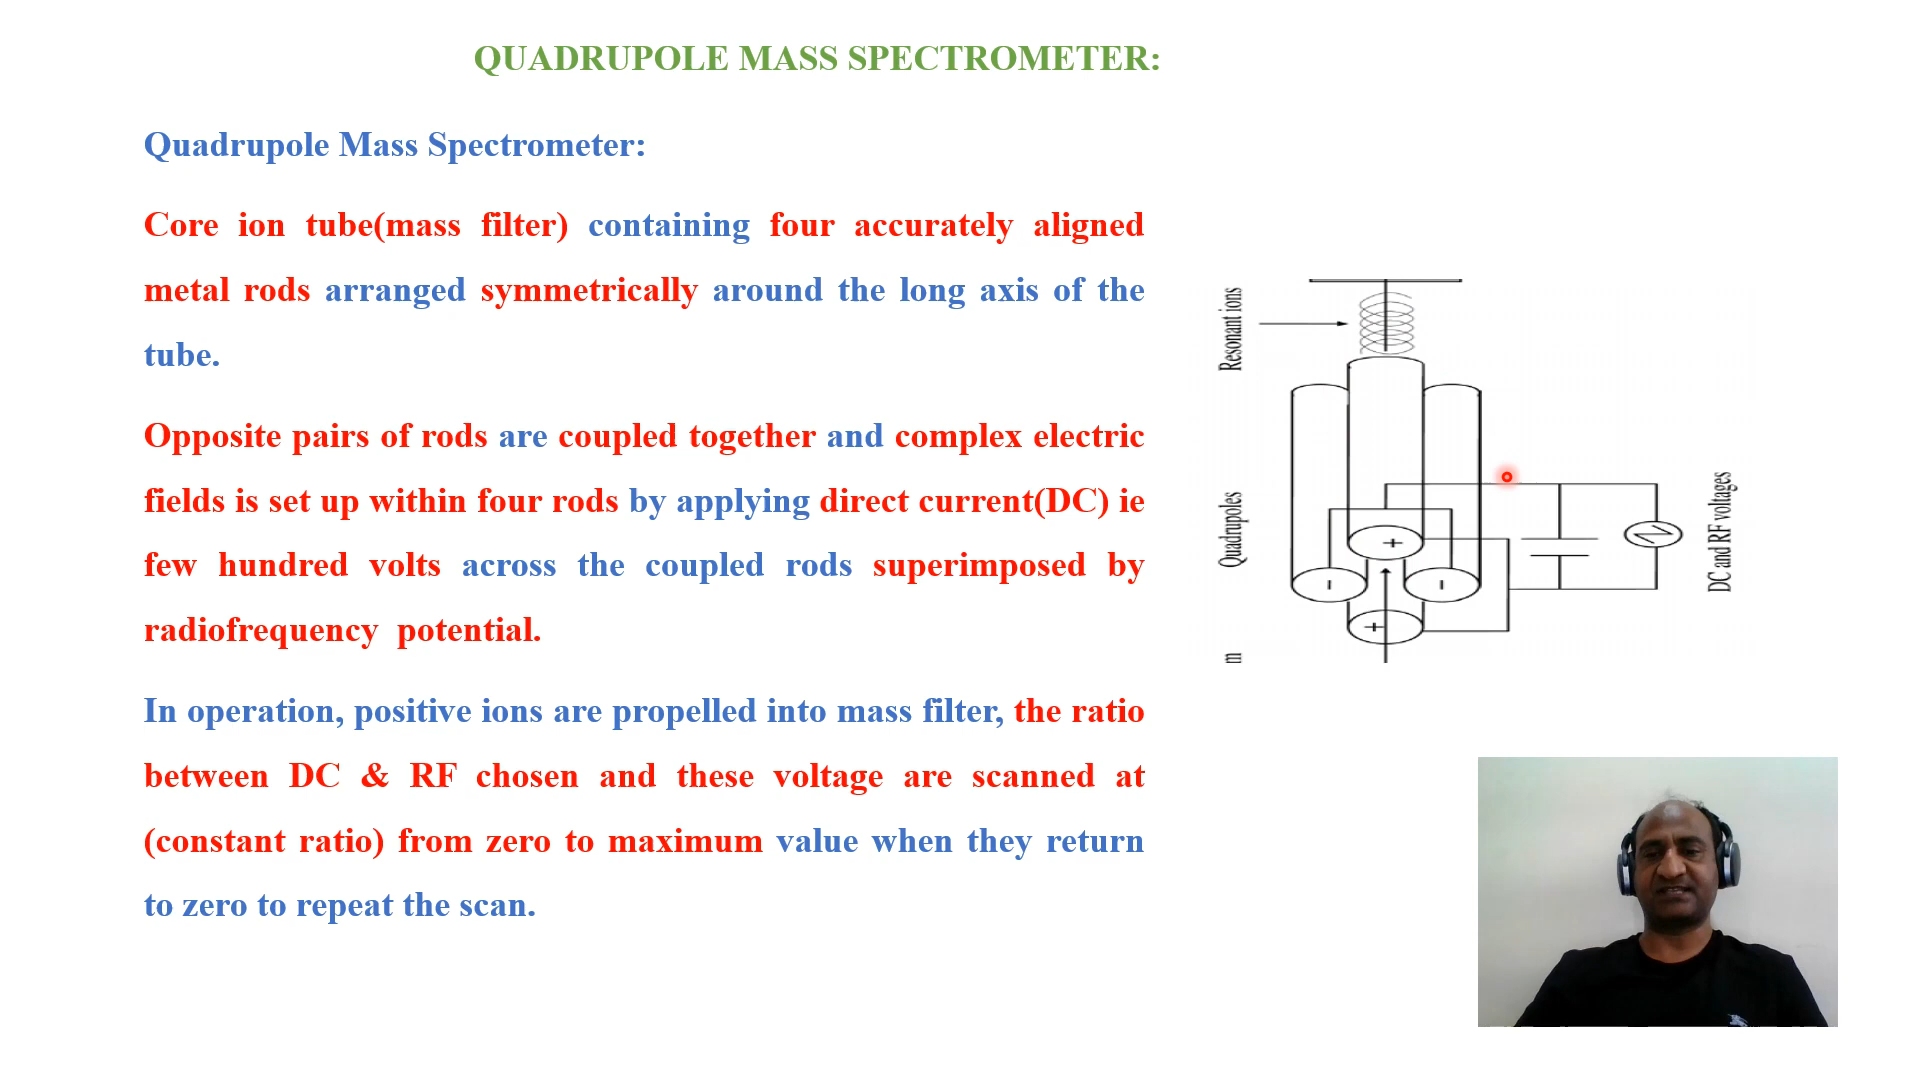 QUADRUPOLE MASS SPECTROMETER:
Quadrupole Mass Spectrometer:
Core ion tube(mass filter) containing four accurately aligned
metal rods arranged symmetrically around the long axis of the
tube.
Opposite pairs of rods are coupled together and complex electric
fields is set up within four rods by applying direct current(DC) ie
few hundred volts across the coupled rods superimposed by
radiofrequency potential.
In operation, positive ions are propelled into mass filter, the ratio
between DC & RF chosen and these voltage are scanned at
(constant ratio) from zero to maximum value when they return
to zero to repeat the scan.
Resonant ions
Quadrupoles
m
DC and RF voltages
+
-
-
+